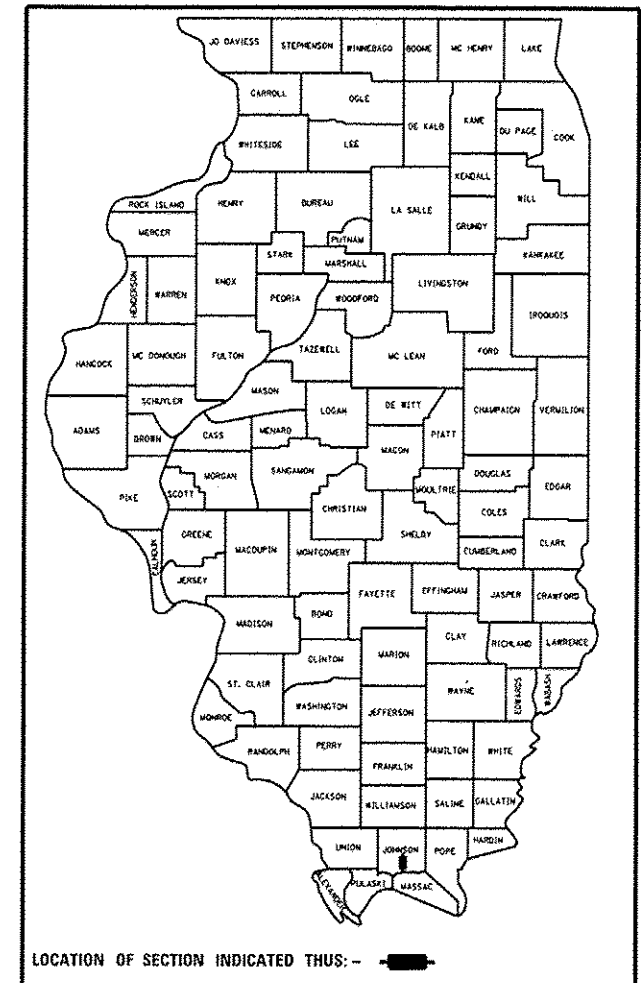 JO DAVIESS STEPHENSON WINNEBAGO BOONE MC HENRY LAKE
CARROLL OGLE DE KALB KANE DU PAGE COOK
WHITESIDE LEE KENDALL WILL
ROCK ISLAND HENRY BUREAU LA SALLE GRUNDY
MERCER PUTNAM KANKAKEE
STARK MARSHALL
HENDERSON WARREN KNOX PEORIA WOODFORD LIVINGSTON IROQUOIS
HANCOCK MC DONOUGH FULTON TAZEWELL MC LEAN FORD
MASON
SCHUYLER LOGAN DE WITT CHAMPAIGN VERMILION
ADAMS BROWN CASS MENARD PIATT
MACON
MORGAN SANGAMON DOUGLAS
PIKE SCOTT CHRISTIAN MOULTRIE COLES EDGAR
GREENE SHELBY
CALHOUN MACOUPIN MONTGOMERY CUMBERLAND CLARK
JERSEY
FAYETTE EFFINGHAM JASPER CRAWFORD
MADISON BOND
CLAY RICHLAND LAWRENCE
CLINTON MARION
ST. CLAIR WAYNE EDWARDS WABASH
MONROE WASHINGTON JEFFERSON
RANDOLPH PERRY HAMILTON WHITE
FRANKLIN
JACKSON WILLIAMSON SALINE GALLATIN
UNION JOHNSON POPE HARDIN
ALEXANDER PULASKI MASSAC
LOCATION OF SECTION INDICATED THUS: -